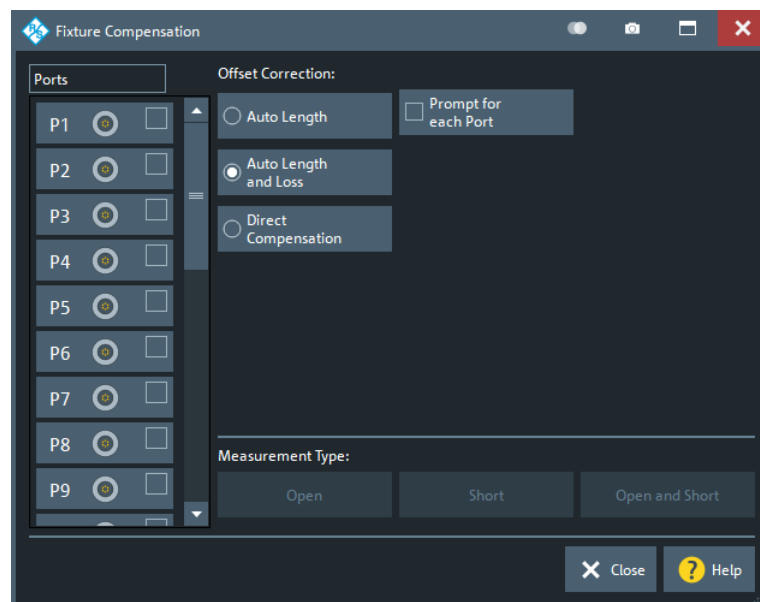 Fixture Compensation
Ports
P1
P2
P3
P4
P5
P6
P7
P8
P9
Offset Correction:
Auto Length
Prompt for
each Port
Auto Length
and Loss
Direct
Compensation
Measurement Type:
Open
Short
Open and Short
Close
? Help